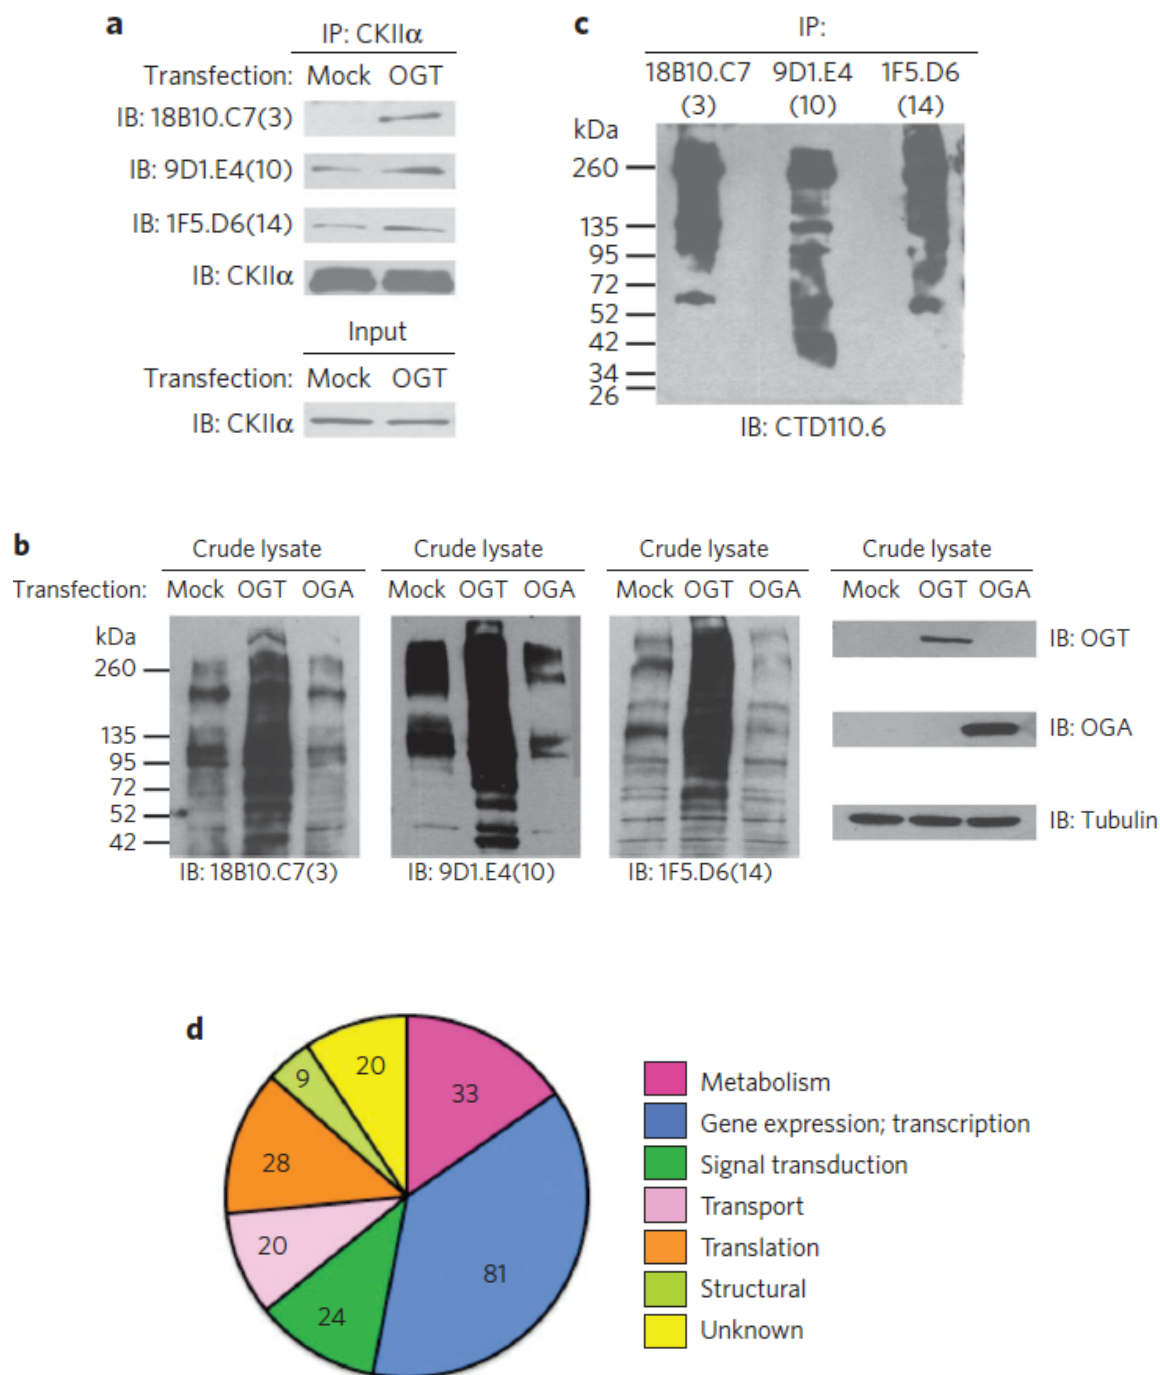 a
IP: CKIIα
Transfection: Mock OGT
IB: 18B10.C7(3)
IB: 9D1.E4(10)
IB: 1F5.D6(14)
IB: CKIIα
Input
Transfection: Mock OGT
IB: CKIIα
c
IP:
18B10.C7 9D1.E4 1F5.D6
(3) (10) (14)
kDa
260
135
95
72
52
42
34
26
IB: CTD110.6
b
Crude lysate Crude lysate Crude lysate Crude lysate
Transfection: Mock OGT OGA Mock OGT OGA Mock OGT OGA Mock OGT OGA
kDa
260
135
95
72
52
42
IB: OGT
IB: OGA
IB: Tubulin
IB: 18B10.C7(3) IB: 9D1.E4(10) IB: 1F5.D6(14)
d
20
9
33
28
20
24
81
Metabolism
Gene expression; transcription
Signal transduction
Transport
Translation
Structural
Unknown